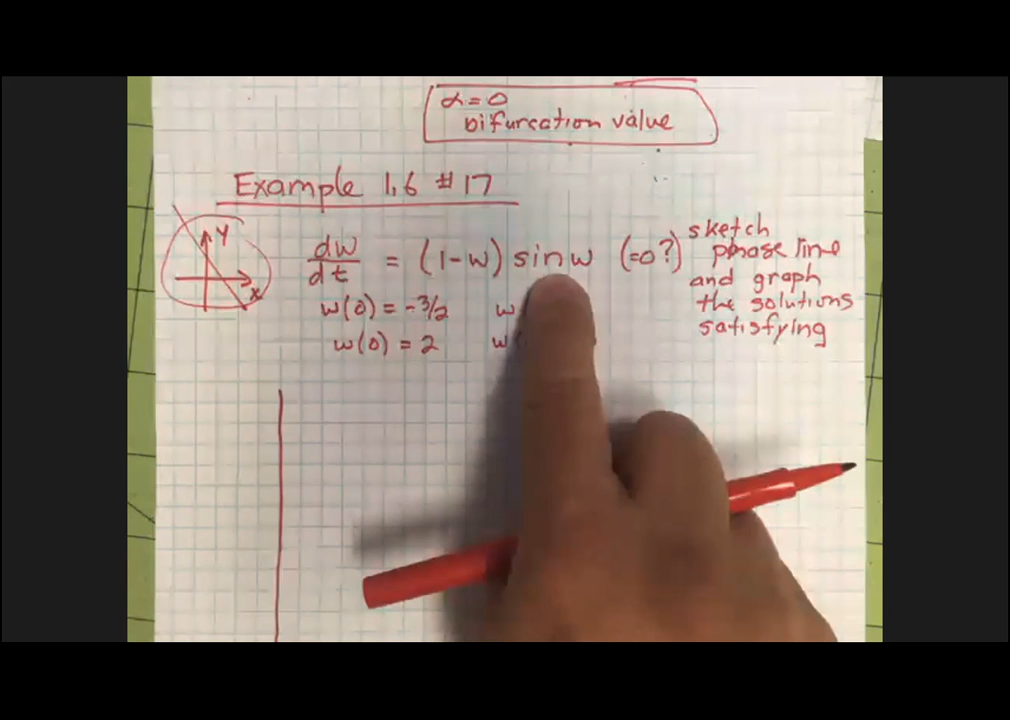 α = 0
bifurcation value
Example 1.6 #17
y
x
dw/dt = (1-w) sin w (=0?)
sketch
phase line
and graph
the solutions
satisfying
w(0) = -3/2 w
w(0) = 2 w(